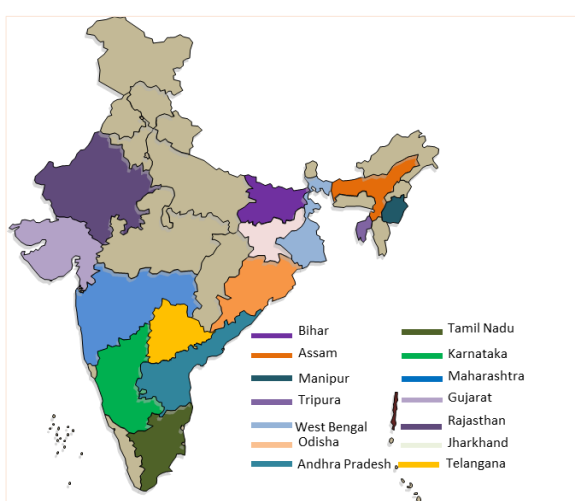 Bihar
Assam
Manipur
Tripura
West Bengal
Odisha
Andhra Pradesh
Tamil Nadu
Karnataka
Maharashtra
Gujarat
Rajasthan
Jharkhand
Telangana